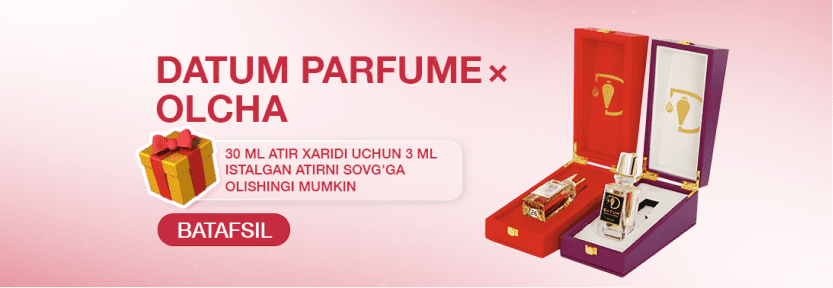 DATUM PARFUME ×
OLCHA
30 ML ATIR XARIDI UCHUN 3 ML
ISTALGAN ATIRNI SOVG'GA
OLISHINGI MUMKIN
BATAFSIL